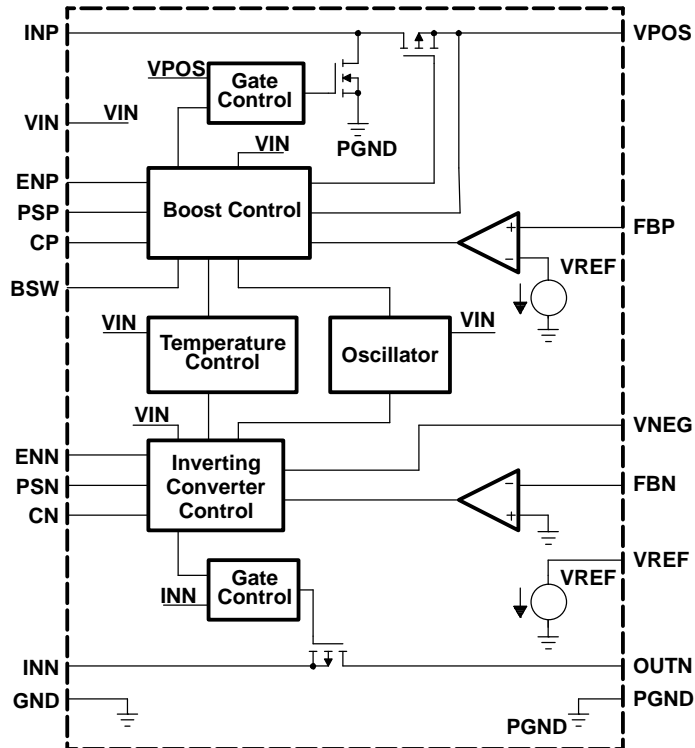 INP
VPOS
VPOS
Gate
Control
VIN
VIN
PGND
VIN
ENP
PSP
Boost Control
CP
+
−
FBP
VREF
BSW
VIN
Temperature
Control
Oscillator
VIN
VIN
VNEG
ENN
PSN
CN
Inverting
Converter
Control
−
+
FBN
VREF
VREF
INN
Gate
Control
INN
OUTN
GND
PGND
PGND